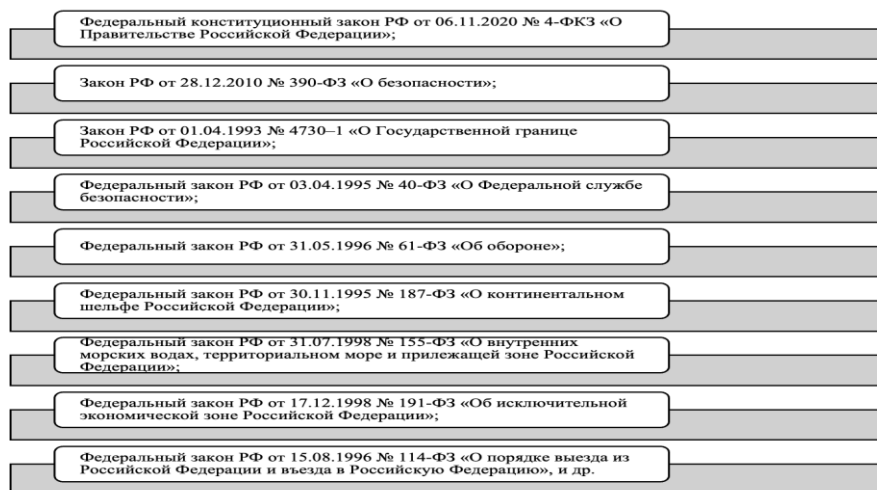 Федеральный конституционный закон РФ от 06.11.2020 № 4-ФКЗ «О
Правительстве Российской Федерации»;
Закон РФ от 28.12.2010 № 390-ФЗ «О безопасности»;
Закон РФ от 01.04.1993 № 4730–1 «О Государственной границе
Российской Федерации»;
Федеральный закон РФ от 03.04.1995 № 40-ФЗ «О Федеральной службе
безопасности»;
Федеральный закон РФ от 31.05.1996 № 61-ФЗ «Об обороне»;
Федеральный закон РФ от 30.11.1995 № 187-ФЗ «О континентальном
шельфе Российской Федерации»;
Федеральный закон РФ от 31.07.1998 № 155-ФЗ «О внутренних
морских водах, территориальном море и прилежащей зоне Российской
Федерации»;
Федеральный закон РФ от 17.12.1998 № 191-ФЗ «Об исключительной
экономической зоне Российской Федерации»;
Федеральный закон РФ от 15.08.1996 № 114-ФЗ «О порядке выезда из
Российской Федерации и въезда в Российскую Федерацию», и др.